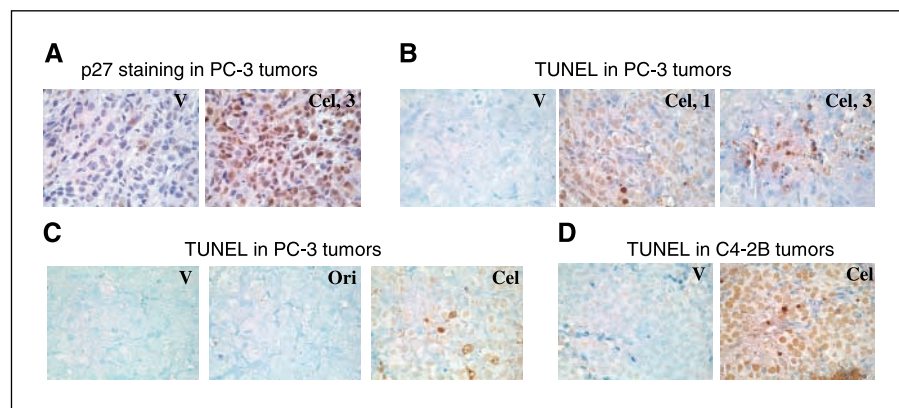 A
p27 staining in PC-3 tumors
V
Cel, 3
B
TUNEL in PC-3 tumors
V
Cel, 1
Cel, 3
C
TUNEL in PC-3 tumors
V
Ori
Cel
D
TUNEL in C4-2B tumors
V
Cel